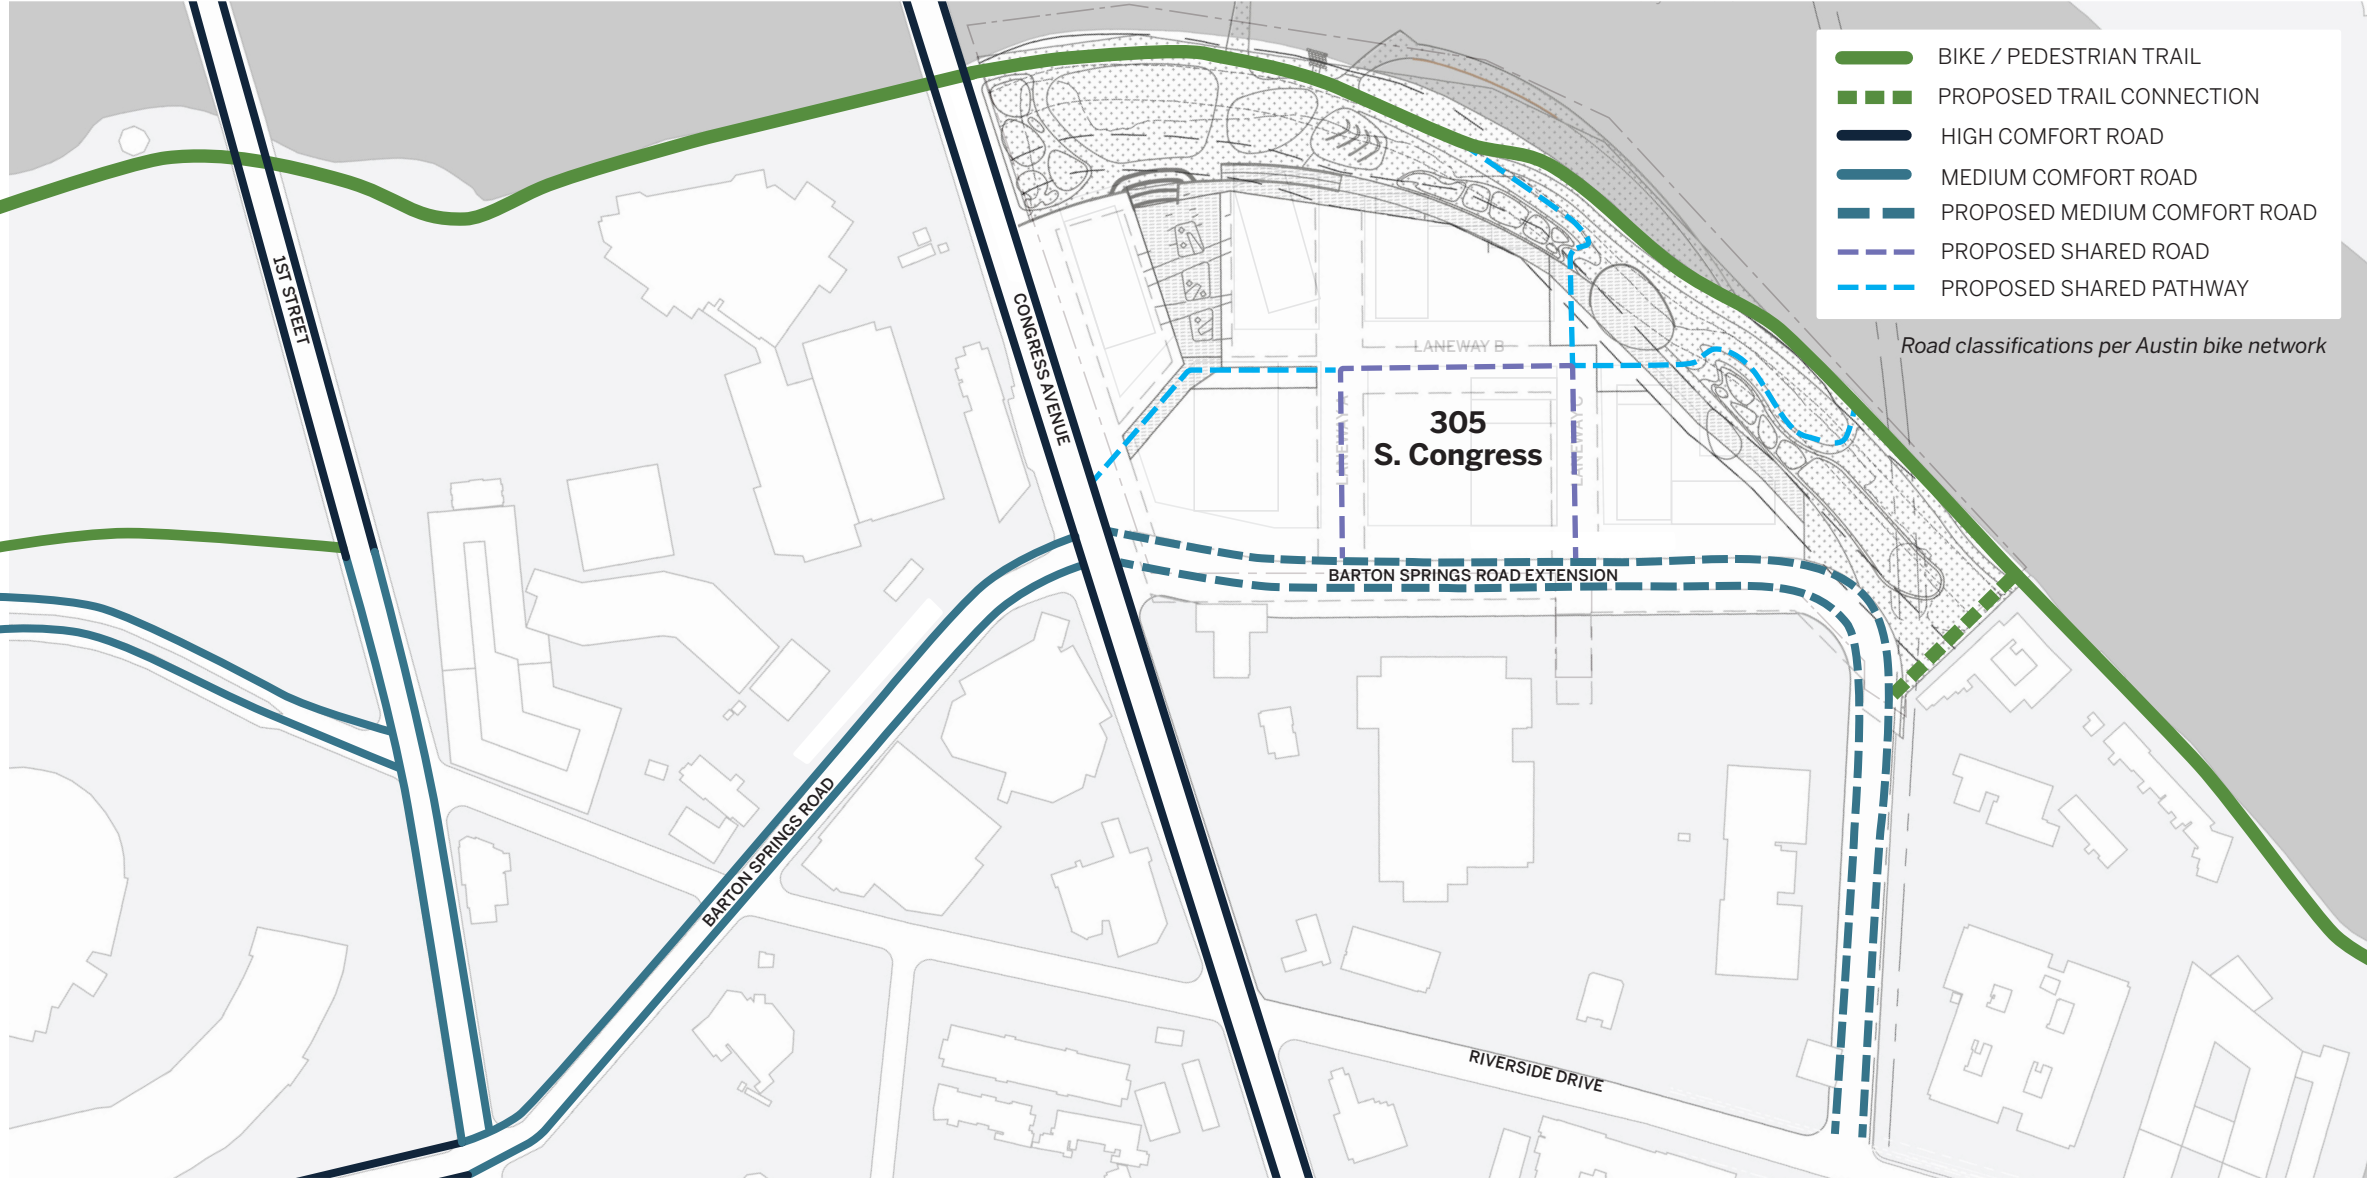 BIKE / PEDESTRIAN TRAIL
PROPOSED TRAIL CONNECTION
HIGH COMFORT ROAD
MEDIUM COMFORT ROAD
PROPOSED MEDIUM COMFORT ROAD
PROPOSED SHARED ROAD
PROPOSED SHARED PATHWAY
Road classifications per Austin bike network
1ST STREET
CONGRESS AVENUE
LANEWAY B
LANEWAY A
305
S. Congress
LANEWAY C
BARTON SPRINGS ROAD EXTENSION
BARTON SPRINGS ROAD
RIVERSIDE DRIVE